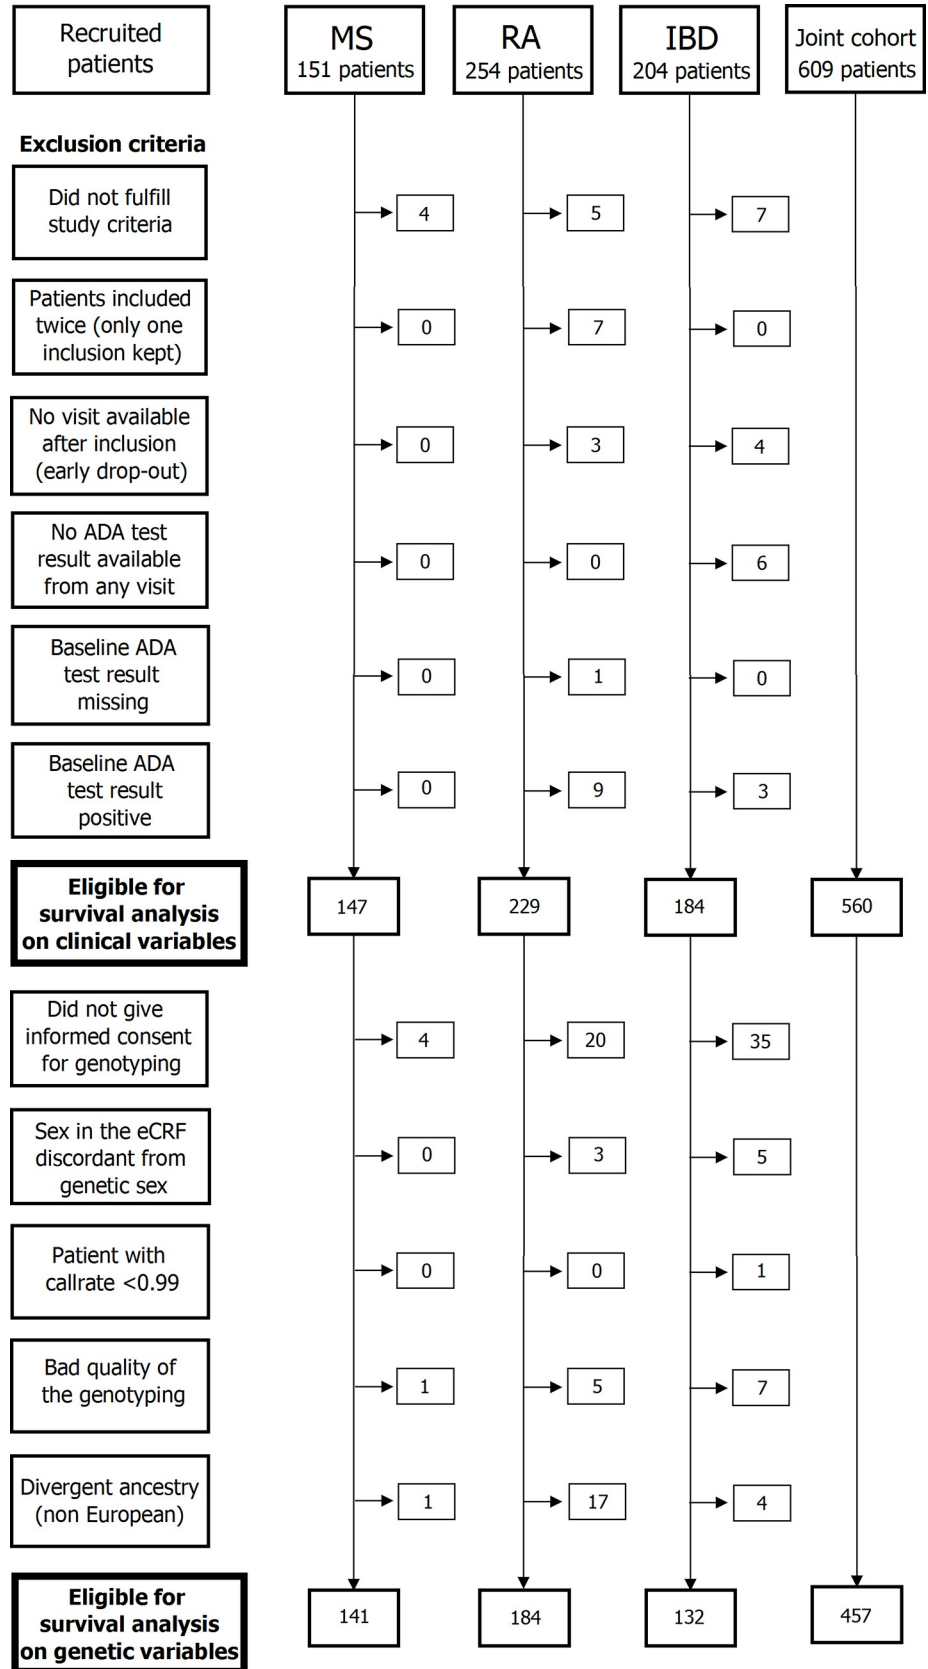 Recruited
patients
MS
151 patients
RA
254 patients
IBD
204 patients
Joint cohort
609 patients
Exclusion criteria
Did not fulfill
study criteria
4
5
7
Patients included
twice (only one
inclusion kept)
0
7
0
No visit available
after inclusion
(early drop-out)
0
3
4
No ADA test
result available
from any visit
0
0
6
Baseline ADA
test result
missing
0
1
0
Baseline ADA
test result
positive
0
9
3
Eligible for
survival analysis
on clinical variables
147
229
184
560
Did not give
informed consent
for genotyping
4
20
35
Sex in the eCRF
discordant from
genetic sex
0
3
5
Patient with
callrate <0.99
0
0
1
Bad quality of
the genotyping
1
5
7
Divergent ancestry
(non European)
1
17
4
Eligible for
survival analysis
on genetic variables
141
184
132
457